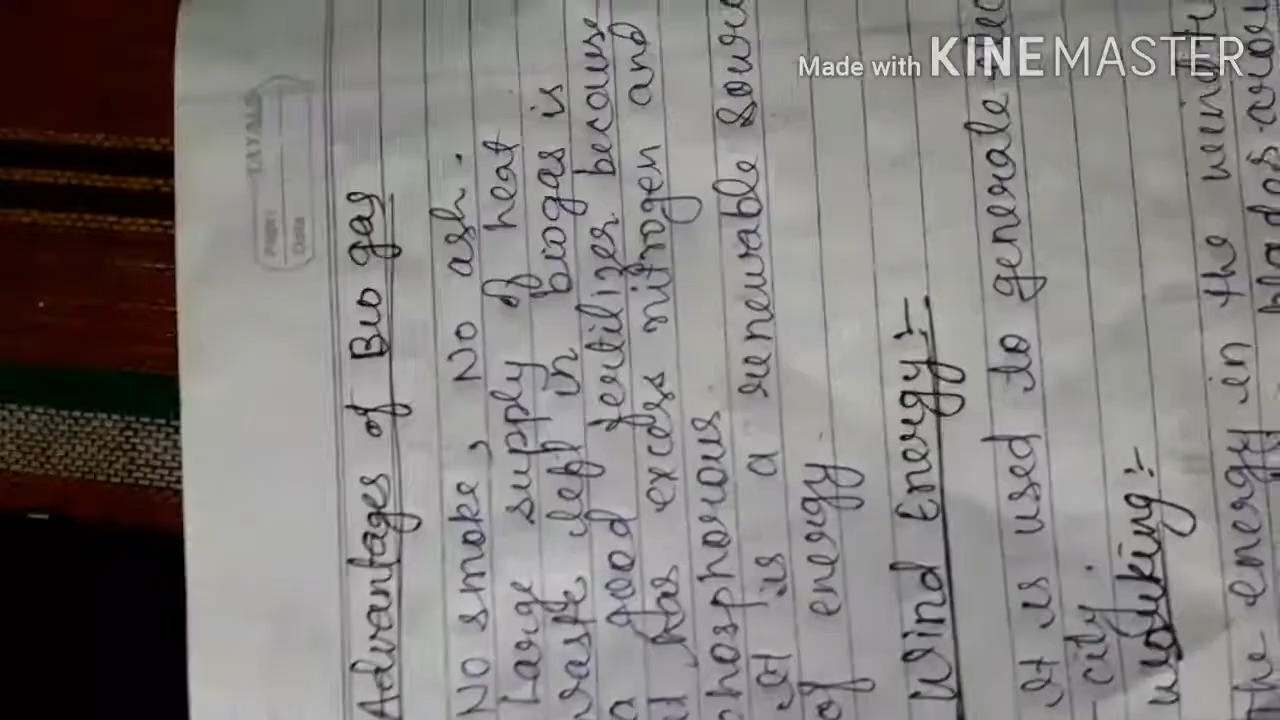 Advantages of Bio gas
No smoke, No ash.
Large supply of heat
waste left in biogas is
a good fertilizer because
it has excess nitrogen and
phosphorous
It is a renewable source
of energy
Wind Energy:-
It is used to generate elec
-city.
working:-
The energy in the wind
blades
Made with KINEMASTER